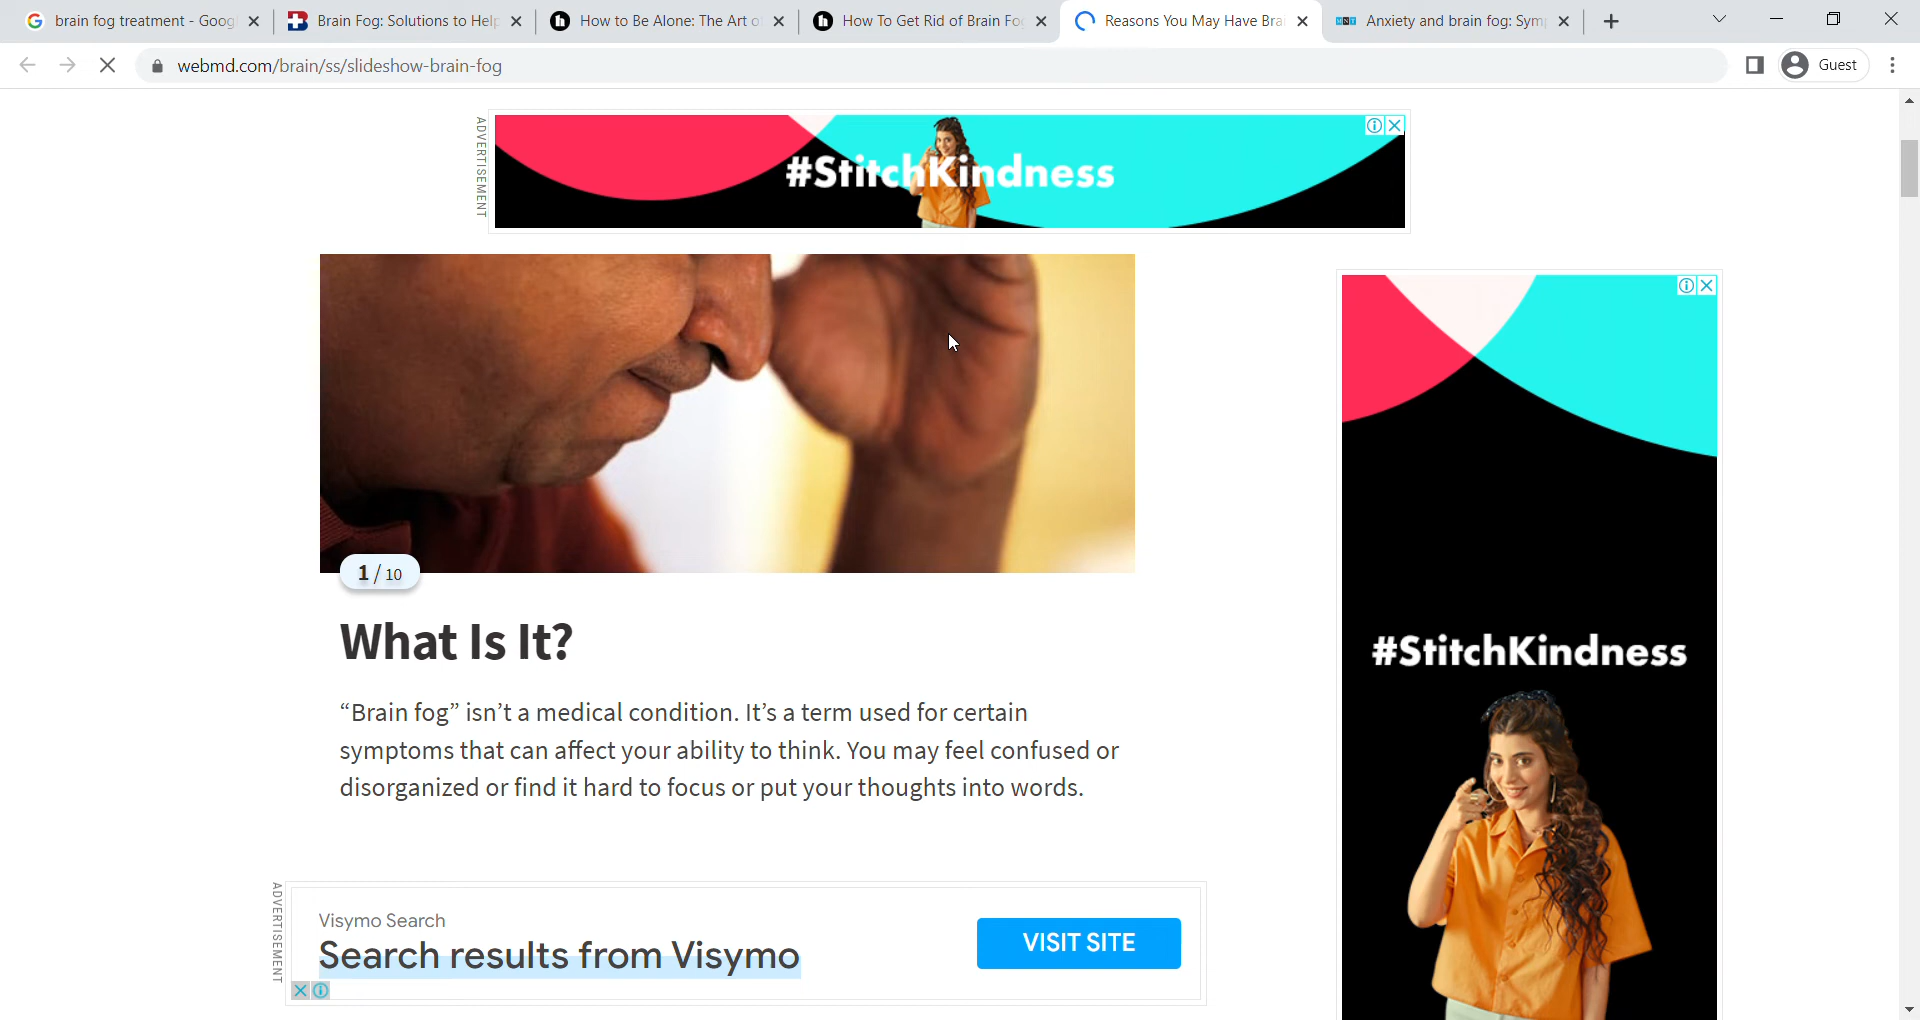 brain fog treatment - Goog
Brain Fog: Solutions to Help
How to Be Alone: The Art o
How To Get Rid of Brain Fo
Reasons You May Have Bra
MNT
Anxiety and brain fog: Sym
webmd.com/brain/ss/slideshow-brain-fog
Guest
ADVERTISEMENT
#StitchKindness
1 / 10
What Is It?
“Brain fog” isn’t a medical condition. It’s a term used for certain
symptoms that can affect your ability to think. You may feel confused or
disorganized or find it hard to focus or put your thoughts into words.
#StitchKindness
ADVERTISEMENT
Visymo Search
Search results from Visymo
VISIT SITE